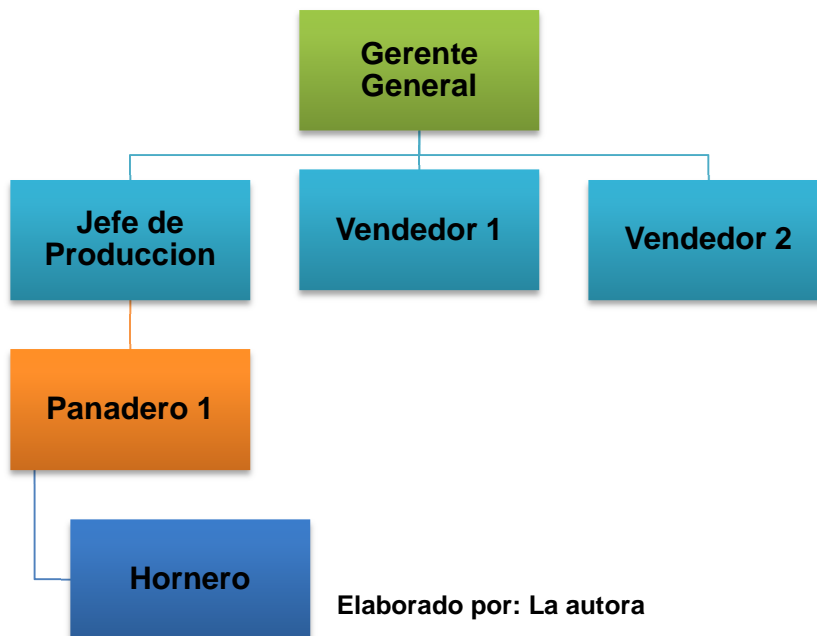 Gerente
General
Jefe de
Produccion
Vendedor 1
Vendedor 2
Panadero 1
Hornero
Elaborado por: La autora